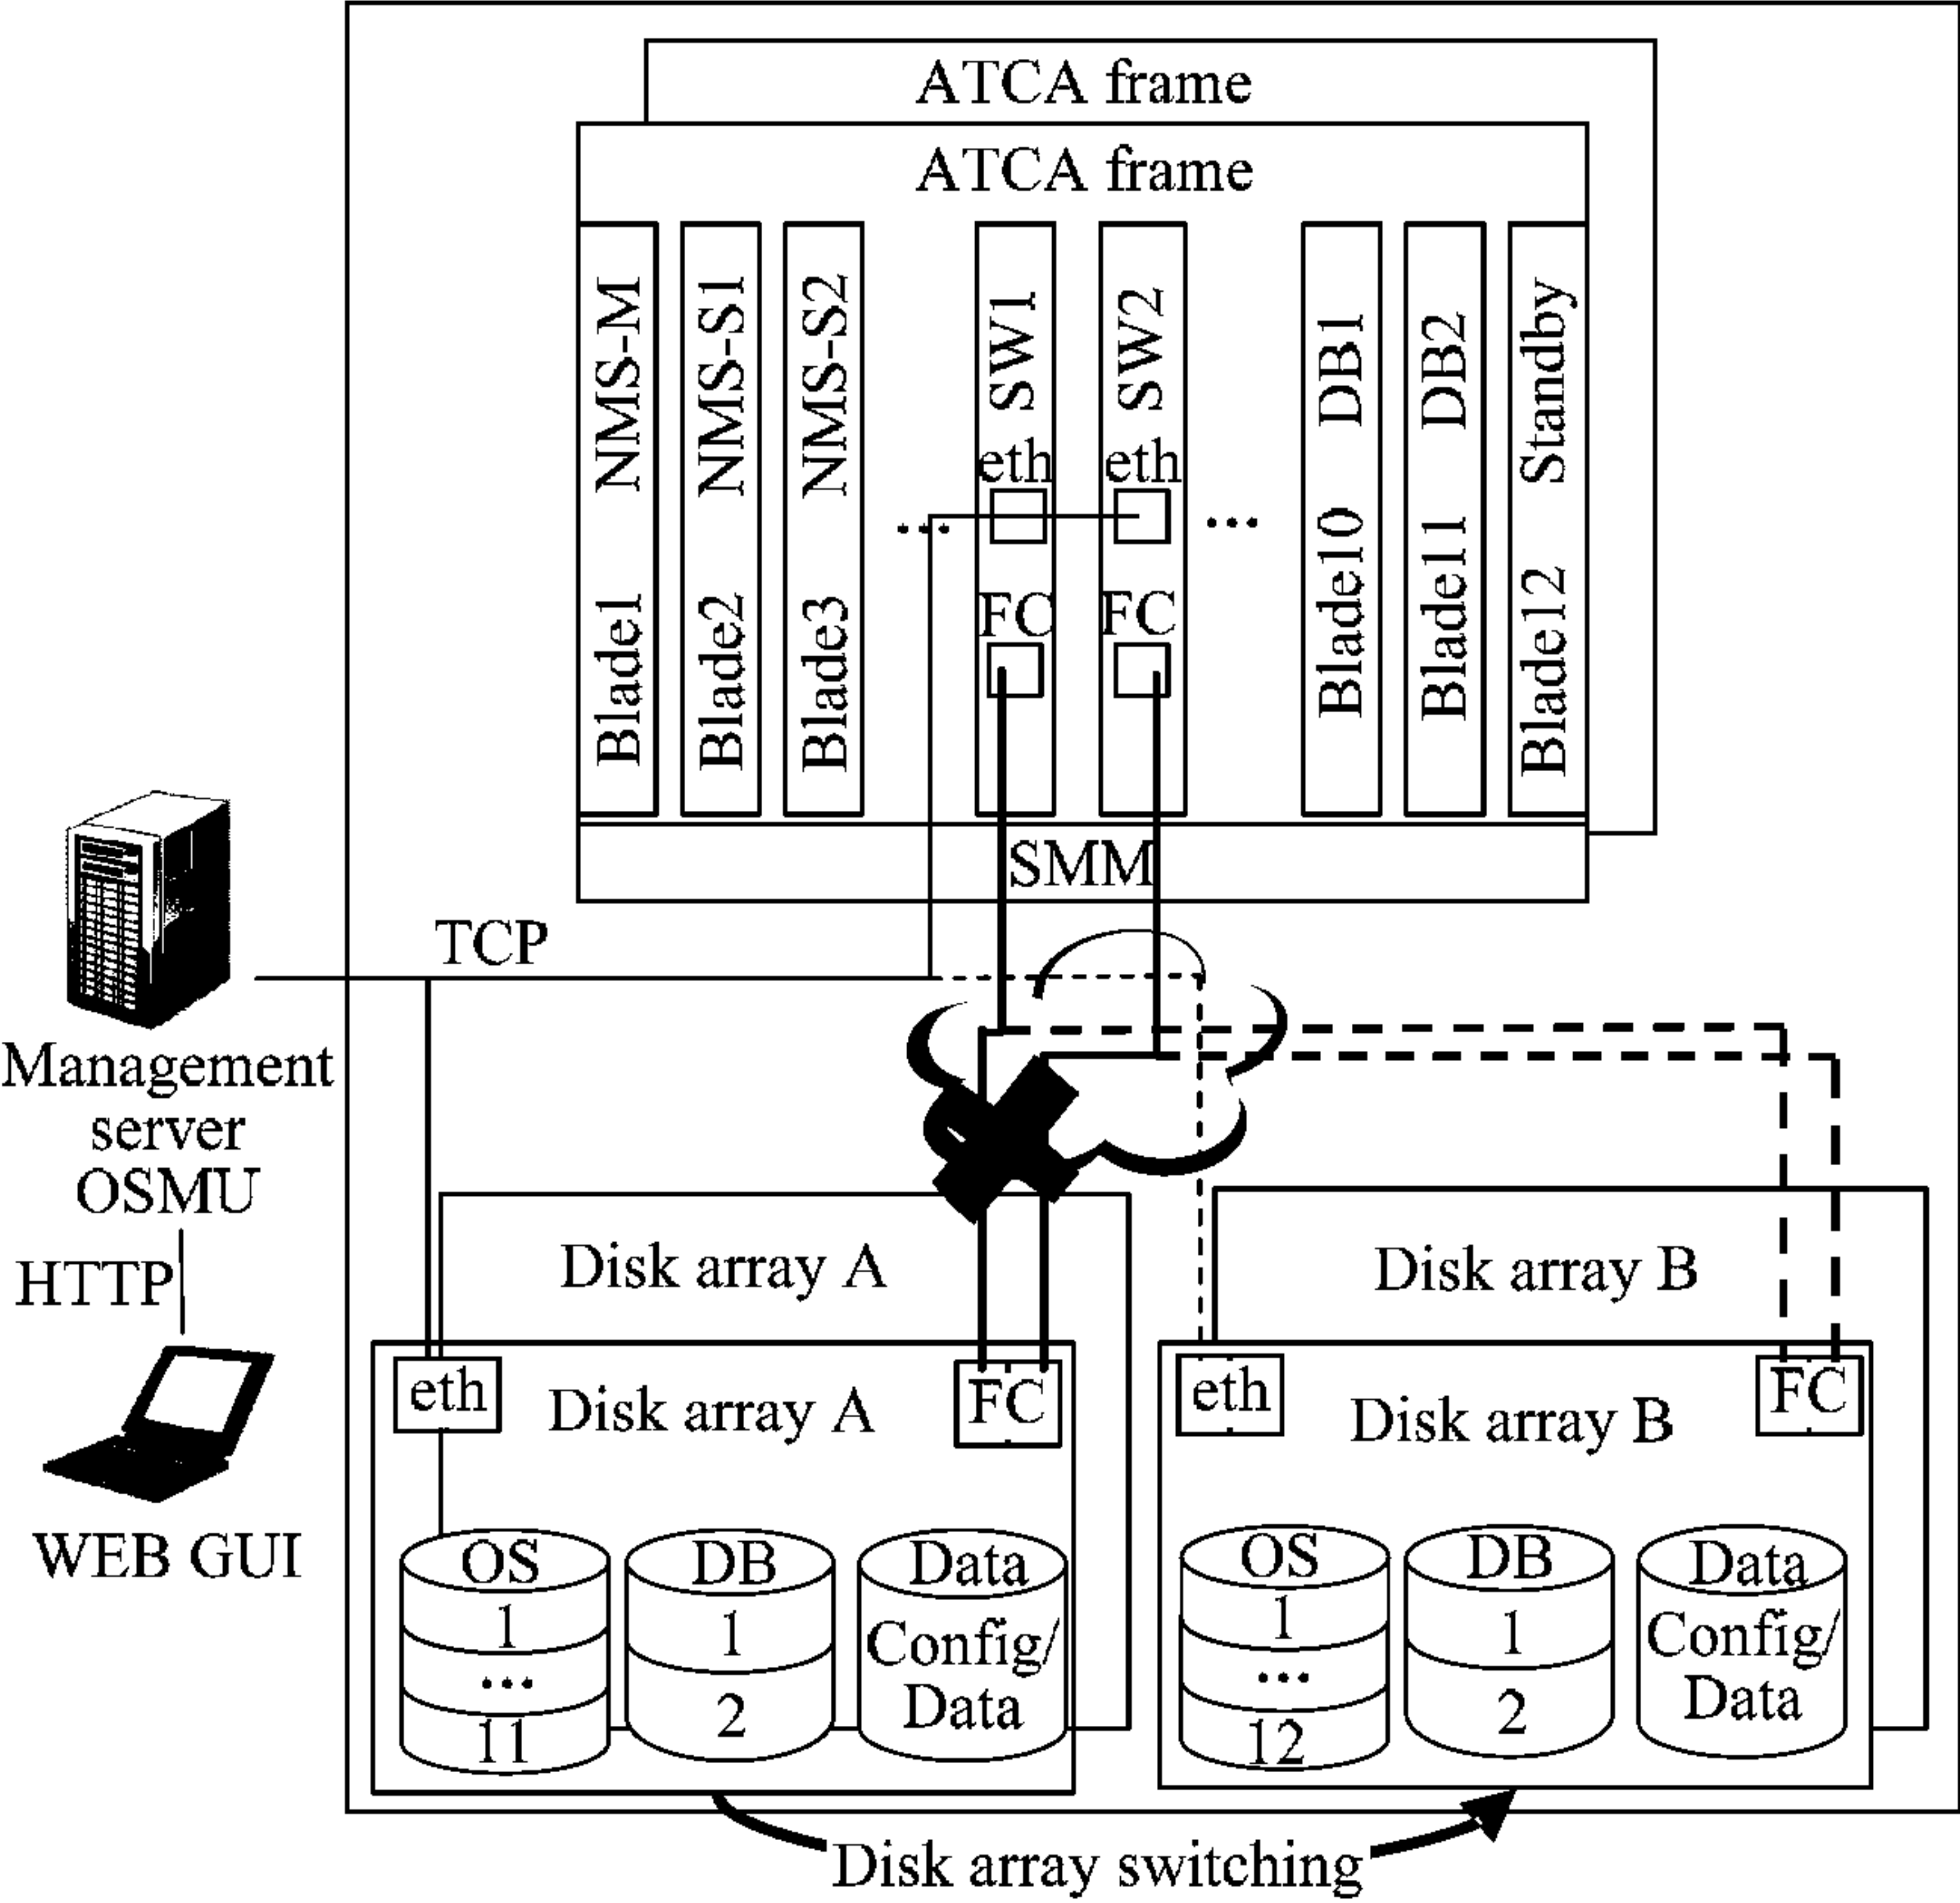 ATCA frame
ATCA frame
Blade1 NMS-M
Blade2 NMS-S1
Blade3 NMS-S2
...
SW1
eth
FC
SW2
eth
FC
...
Blade10 DB1
Blade11 DB2
Blade12 Standby
SMM
TCP
Management
server
OSMU
HTTP
WEB GUI
Disk array A
eth
Disk array A
FC
OS
1
...
11
DB
1
2
Data
Config/
Data
Disk array B
eth
Disk array B
FC
OS
1
...
12
DB
1
2
Data
Config/
Data
Disk array switching